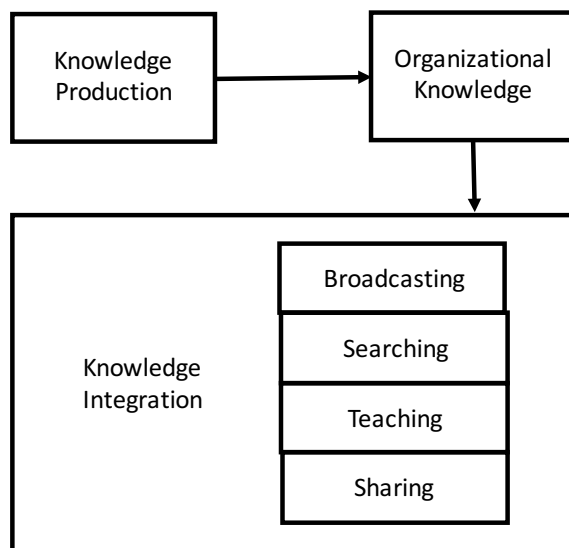 Knowledge
Production
Organizational
Knowledge
Knowledge
Integration
Broadcasting
Searching
Teaching
Sharing